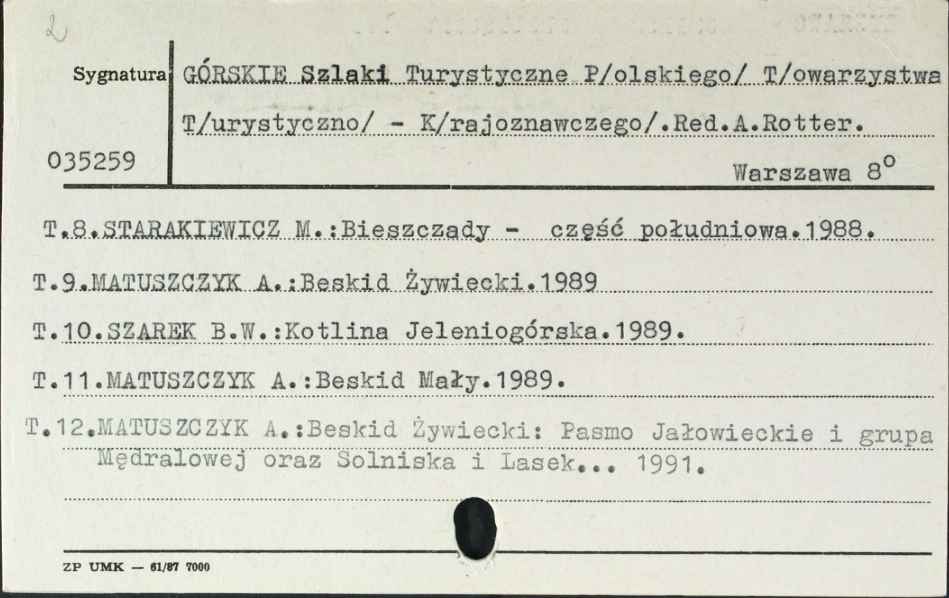 2
Sygnatura GÓRSKIE Szlaki Turystyczne P/olskiego/ T/owarzystwa
T/urystyczno/ - K/rajoznawczego/.Red.A.Rotter.
035259
Warszawa 8º
T.8.STARAKIEWICZ M.:Bieszczady - część południowa.1988.
T.9.MATUSZCZYK A.:Beskid Żywiecki.1989
T.10.SZAREK B.W.:Kotlina Jeleniogórska.1989.
T.11.MATUSZCZYK A.:Beskid Mały.1989.
T.12.MATUSZCZYK A.:Beskid Żywiecki: Pasmo Jałowieckie i grupa
Mędralowej oraz Solniska i Lasek... 1991.
ZP UMK — 61/87 7000